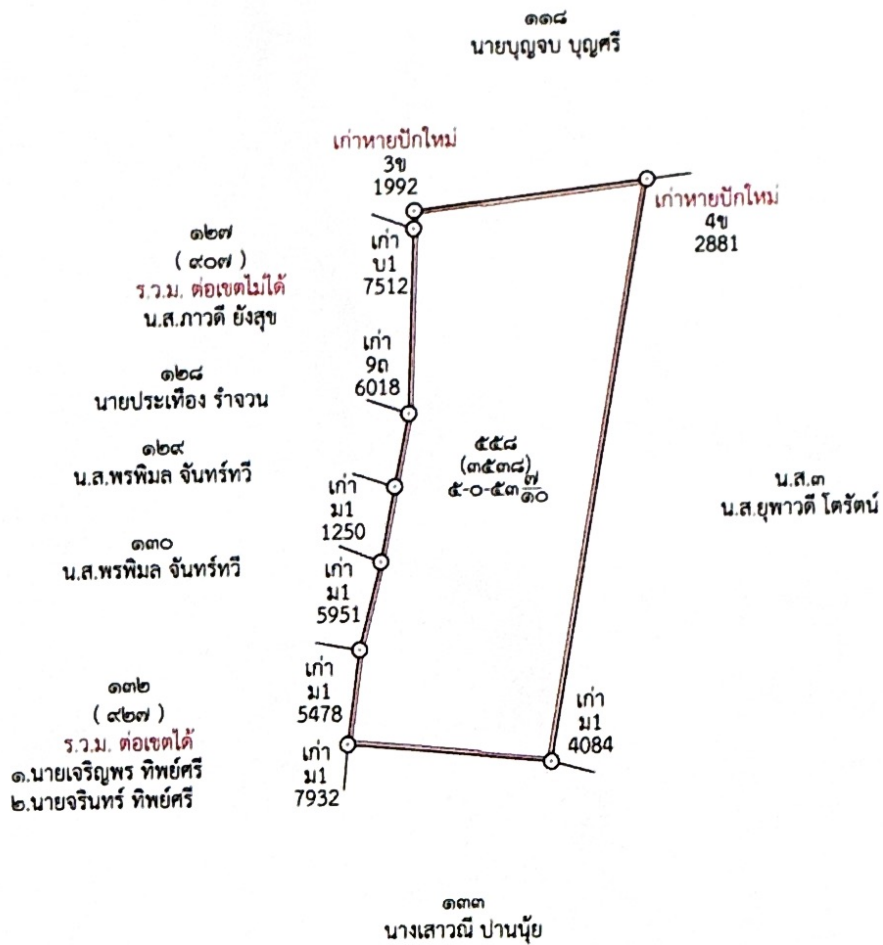 ๑๑๘
นายบุญจบ บุญศรี
เก่าหายปักใหม่
3ข
1992
เก่าหายปักใหม่
4ข
2881
๑๒๗
( ๙๐๗ )
ร.ว.ม. ต่อเขตไม่ได้
น.ส.ภาวดี ยังสุข
เก่า
บ1
7512
เก่า
9ถ
6018
๑๒๘
นายประเทือง รำจวน
๑๒๙
น.ส.พรพิมล จันทร์ทวี
๕๕๘
(๓๕๓๘)
๕-๐-๕๓ ๗/๑๐
น.ส.๓
น.ส.ยุพาวดี โตรัตน์
เก่า
ม1
1250
๑๓๐
น.ส.พรพิมล จันทร์ทวี
เก่า
ม1
5951
เก่า
ม1
5478
๑๓๒
( ๙๒๗ )
ร.ว.ม. ต่อเขตได้
๑.นายเจริญพร ทิพย์ศรี
๒.นายจรินทร์ ทิพย์ศรี
เก่า
ม1
7932
เก่า
ม1
4084
๑๓๓
นางเสาวณี ปานนุ้ย